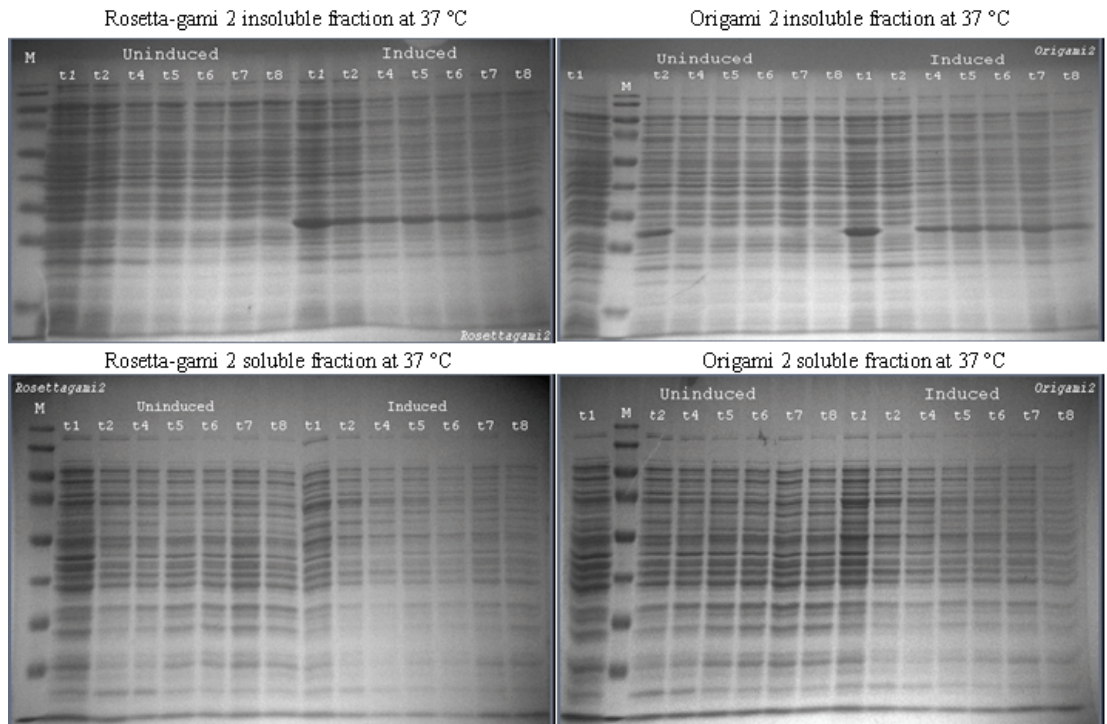 Rosetta-gami 2 insoluble fraction at 37 °C
M
Uninduced
Induced
t1 t2 t4 t5 t6 t7 t8 t1 t2 t4 t5 t6 t7 t8
Rosettagami2
Origami 2 insoluble fraction at 37 °C
Origami2
Uninduced
Induced
t1 M t2 t4 t5 t6 t7 t8 t1 t2 t4 t5 t6 t7 t8
Rosetta-gami 2 soluble fraction at 37 °C
Rosettagami2
M
Uninduced
Induced
t1 t2 t4 t5 t6 t7 t8 t1 t2 t4 t5 t6 t7 t8
Origami 2 soluble fraction at 37 °C
Origami2
Uninduced
Induced
t1 M t2 t4 t5 t6 t7 t8 t1 t2 t4 t5 t6 t7 t8